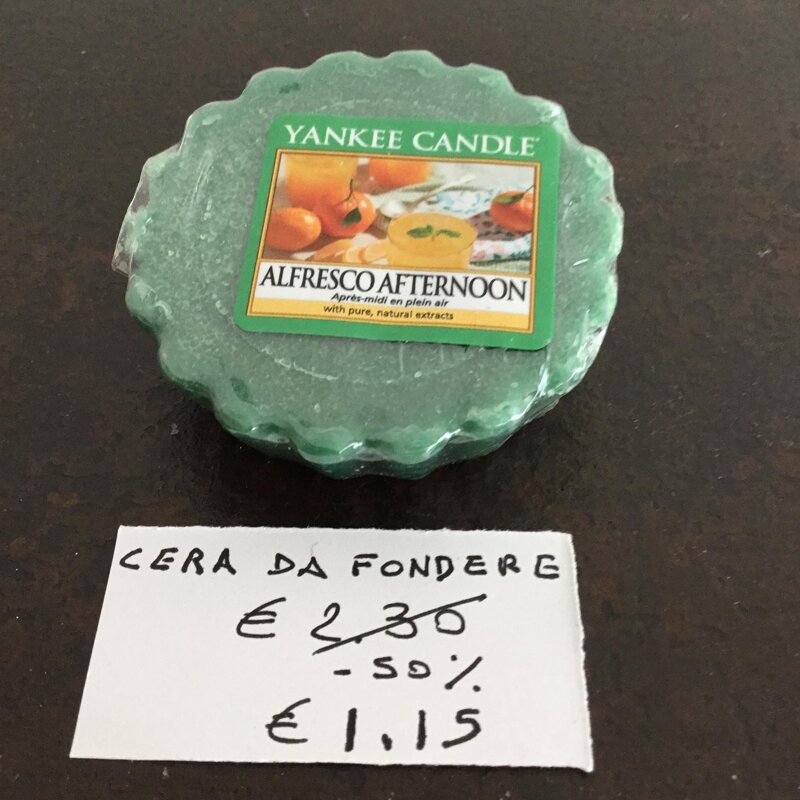 YANKEE CANDLE™
ALFRESCO AFTERNOON
Après-midi en plein air
with pure, natural extracts
CERA DA FONDERE
€ 2.30
-50%
€ 1.15